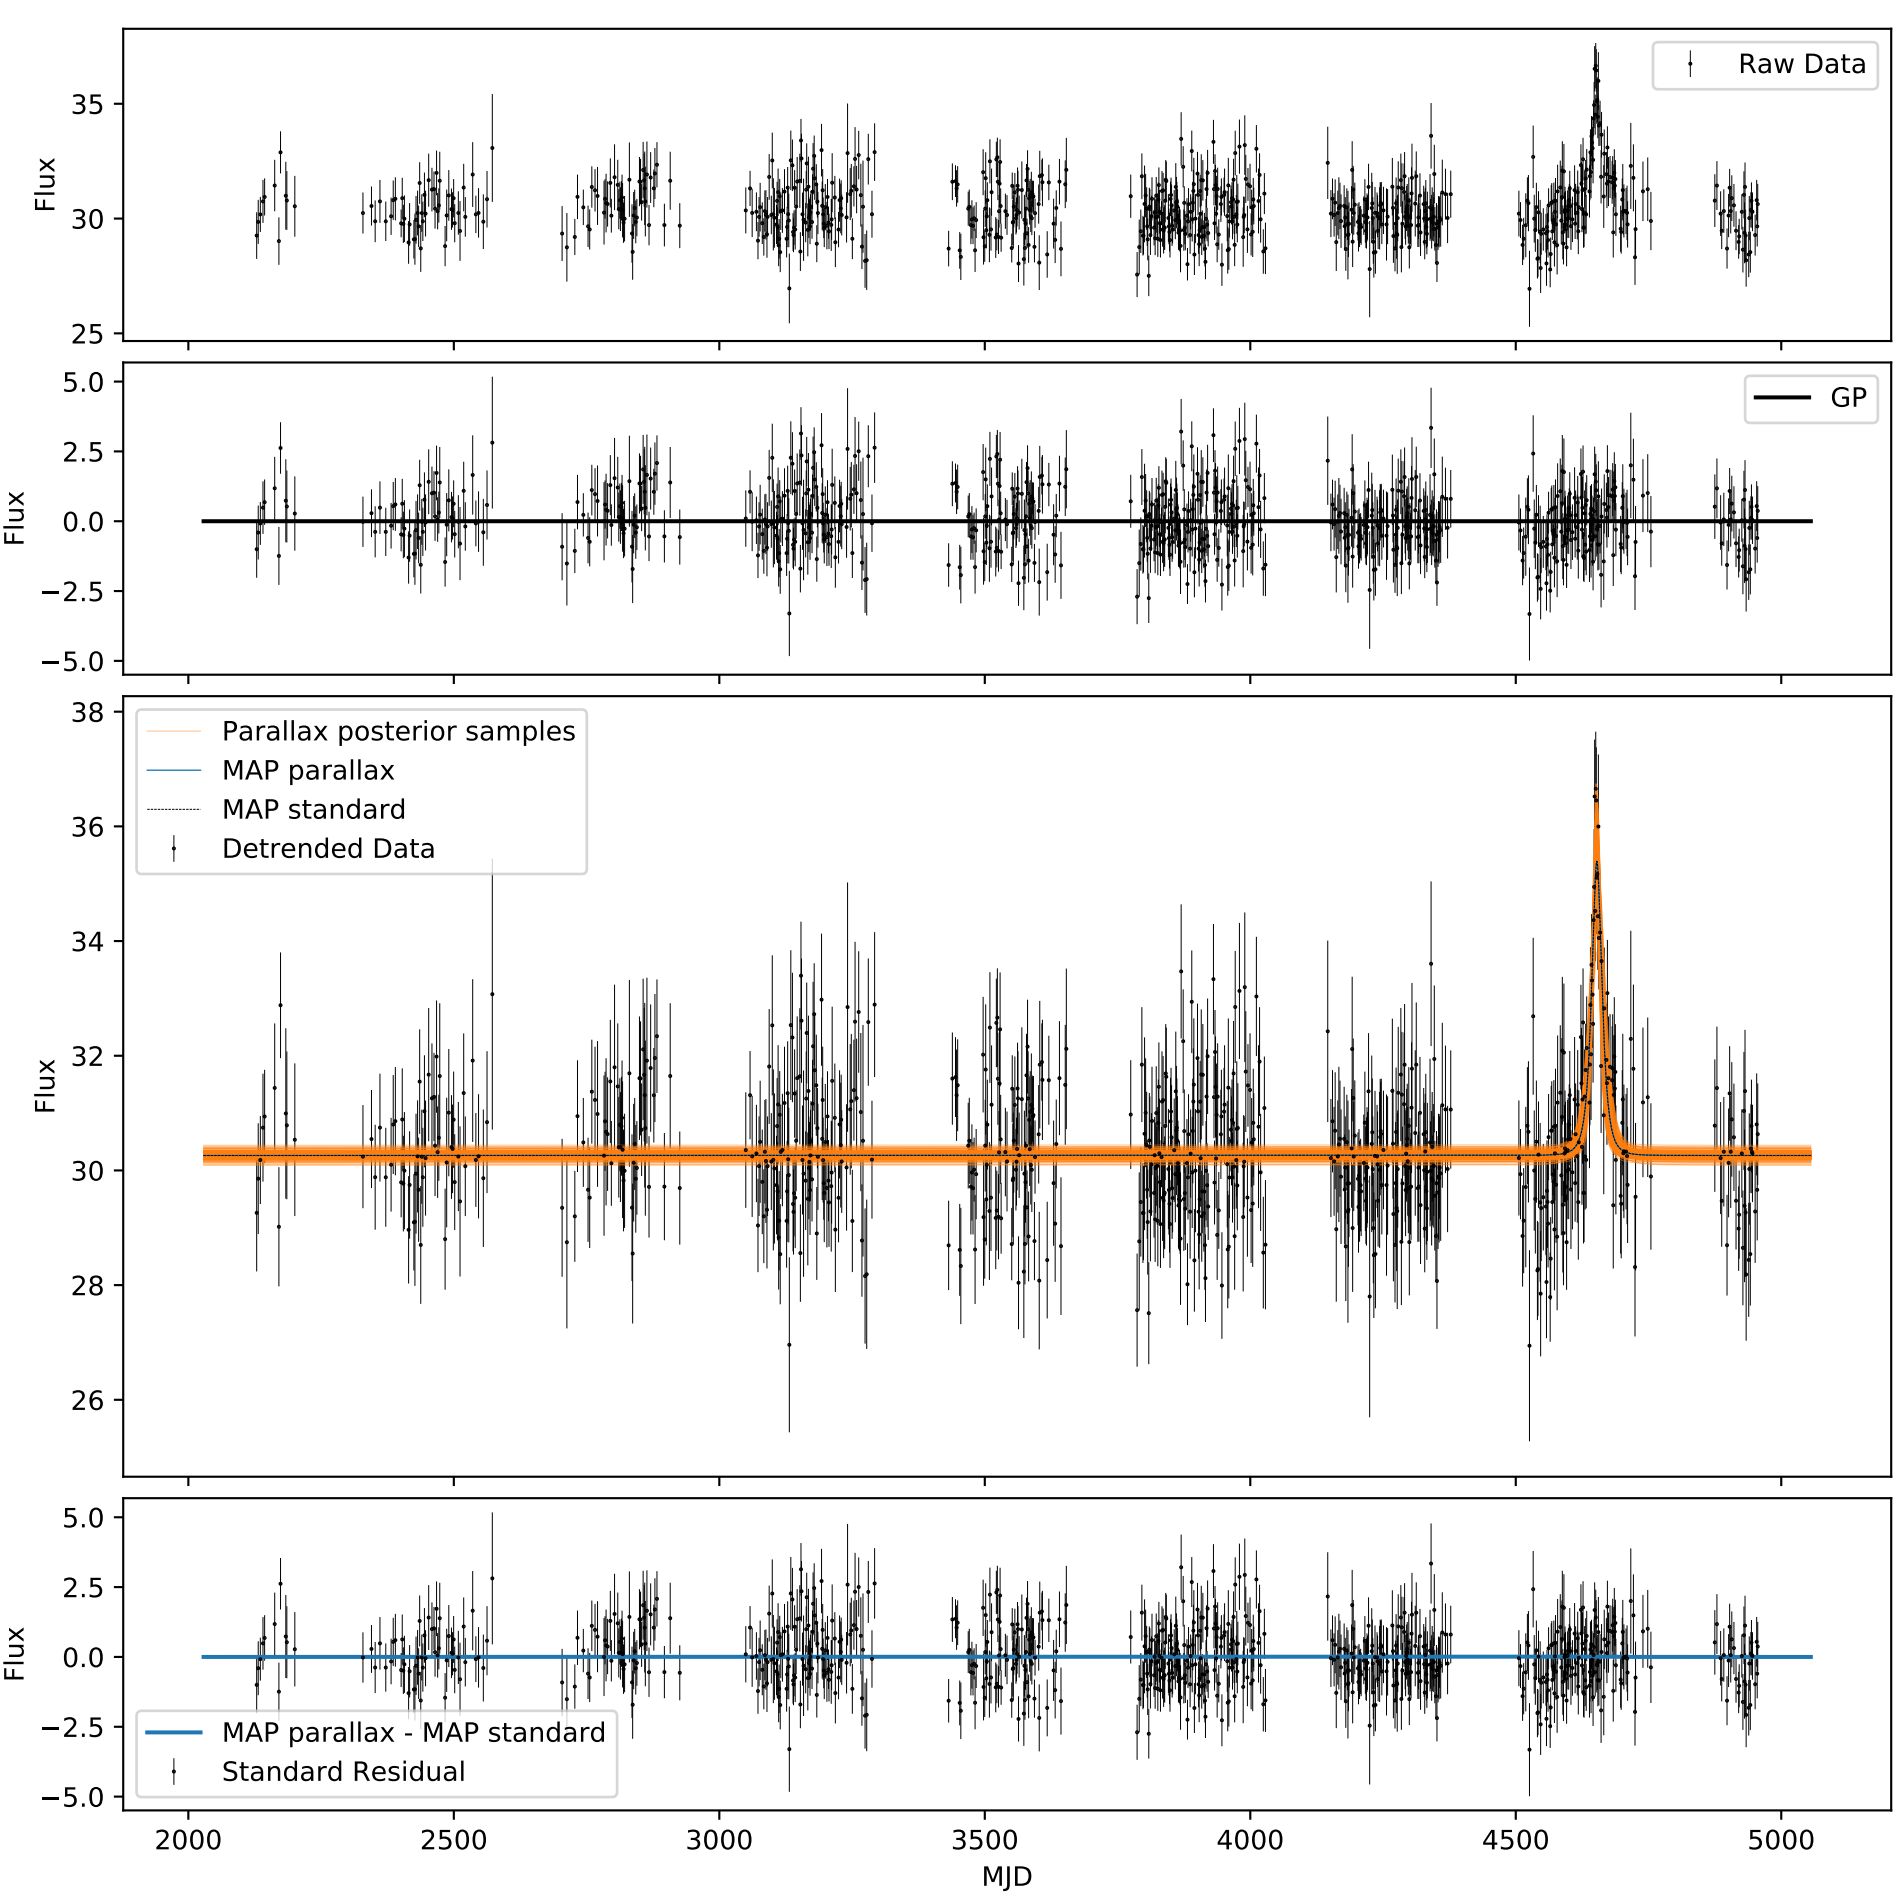 Flux
35
30
25
Raw Data
Flux
5.0
2.5
0.0
−2.5
−5.0
GP
Flux
38
36
34
32
30
28
26
Parallax posterior samples
MAP parallax
MAP standard
Detrended Data
Flux
5.0
2.5
0.0
−2.5
−5.0
MAP parallax - MAP standard
Standard Residual
2000 2500 3000 3500 4000 4500 5000
MJD